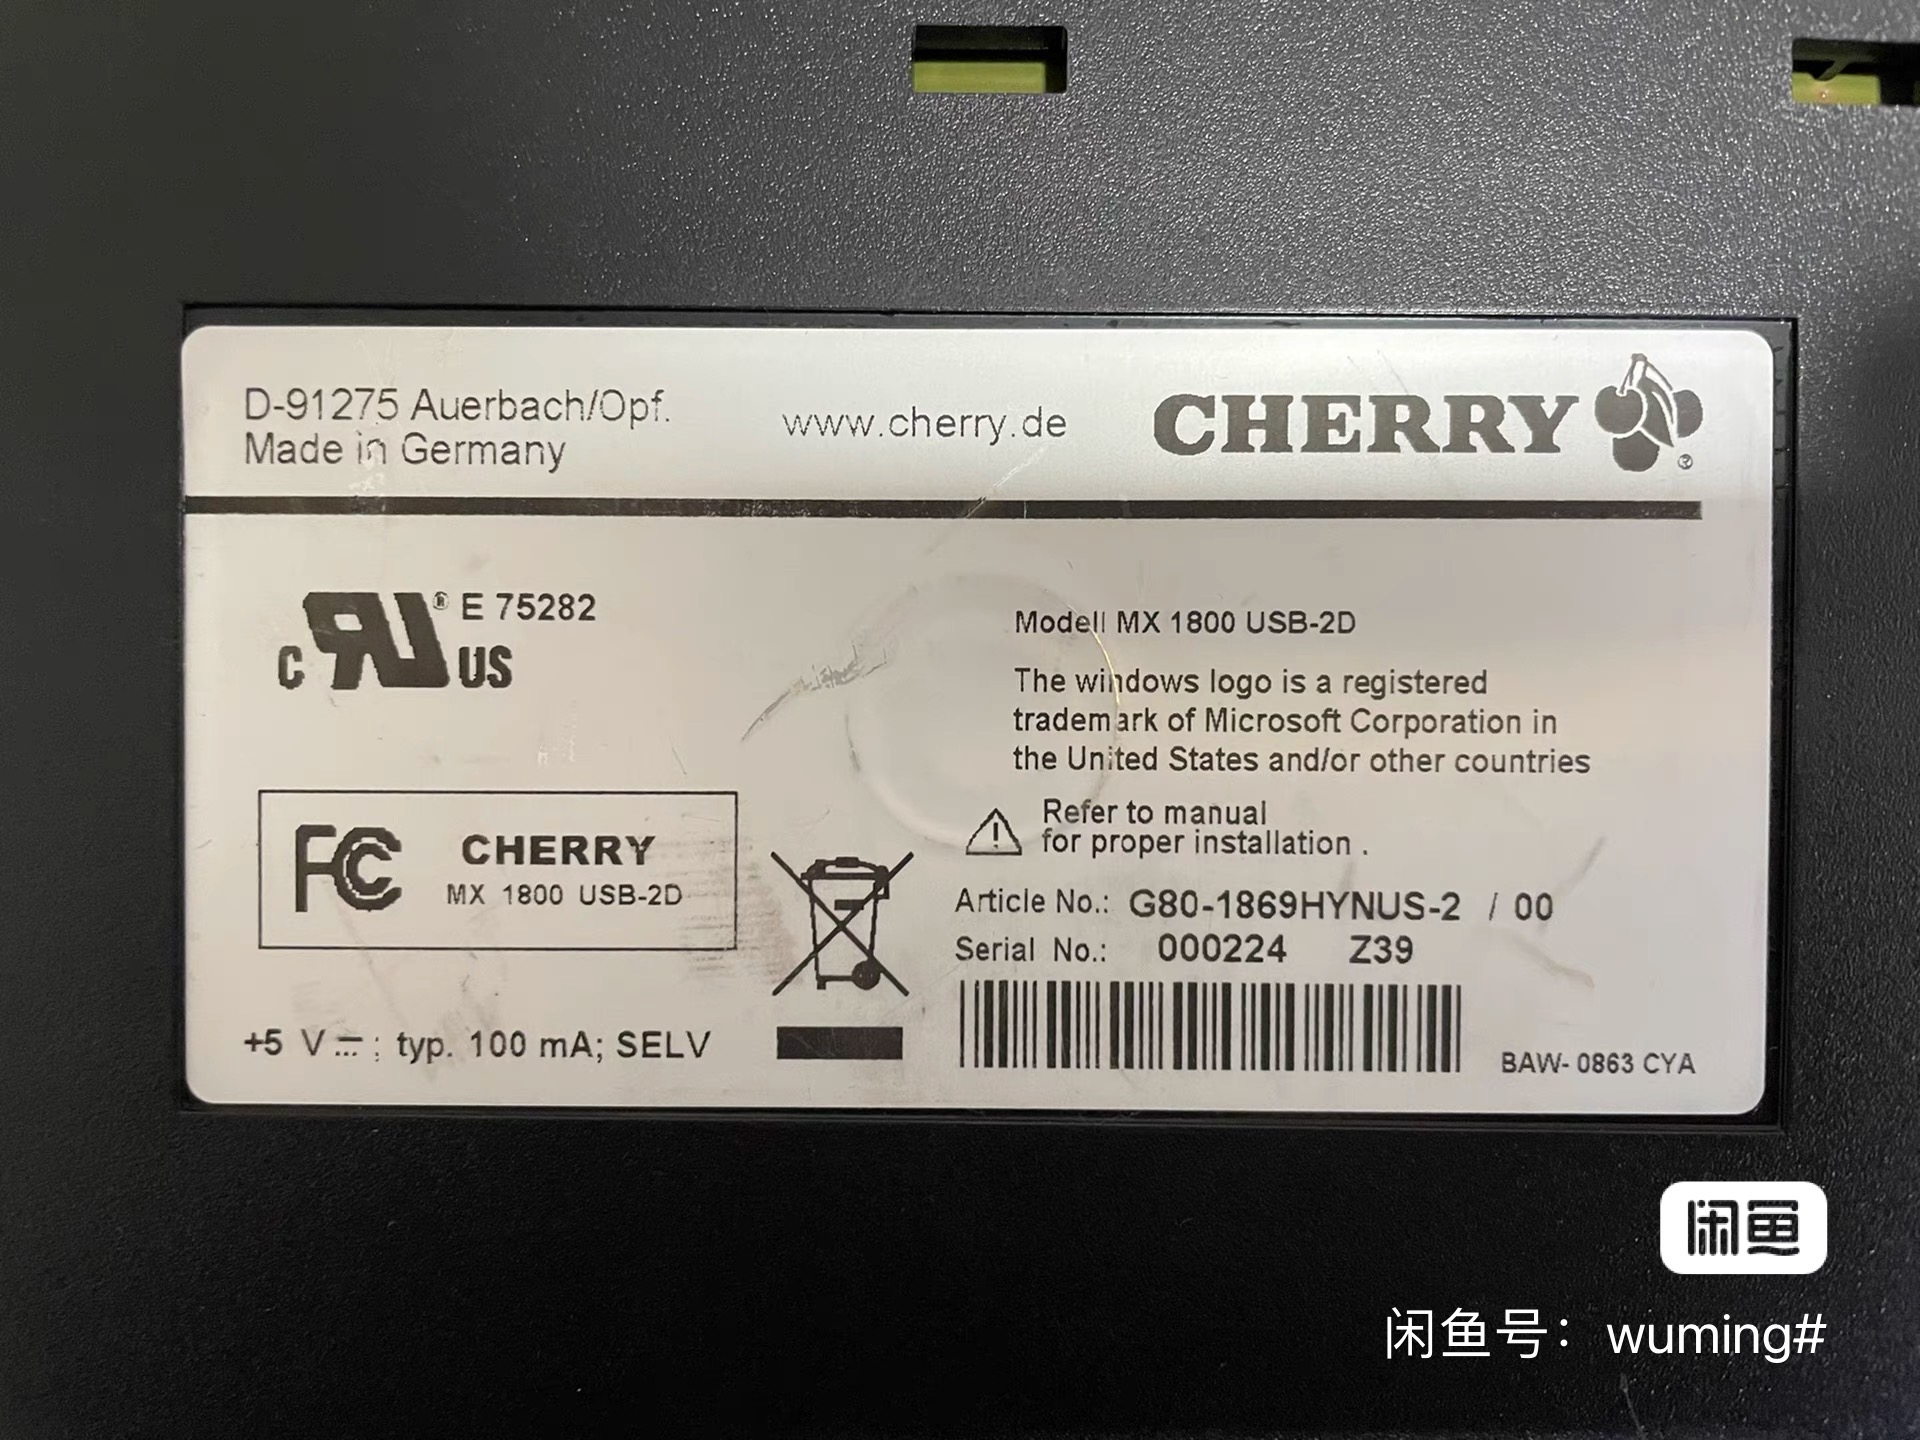 D-91275 Auerbach/Opf.
Made in Germany
www.cherry.de
CHERRY
®
E 75282
c RU ® US
Modell MX 1800 USB-2D
The windows logo is a registered
trademark of Microsoft Corporation in
the United States and/or other countries
Refer to manual
for proper installation .
FC
CHERRY
MX 1800 USB-2D
Article No.: G80-1869HYNUS-2 / 00
Serial No.: 000224 Z39
+5 V ⎓ ; typ. 100 mA; SELV
BAW- 0863 CYA
闲鱼
闲鱼号：wuming#